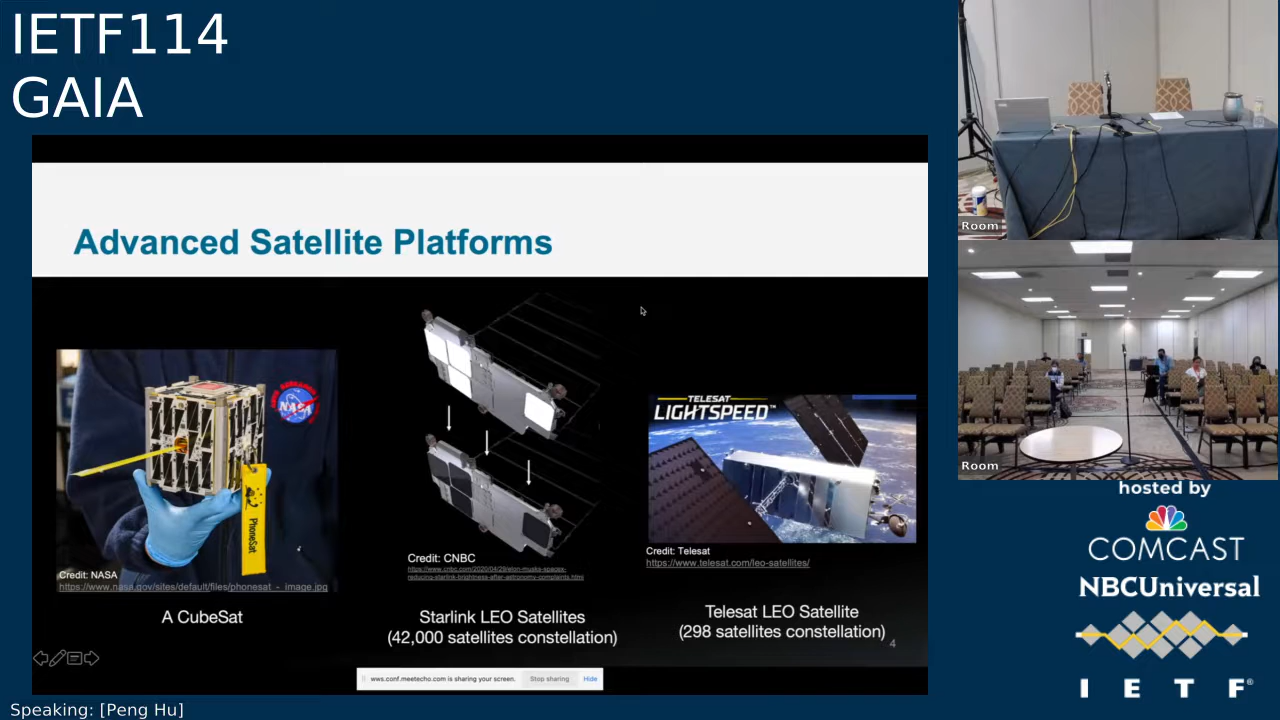 IETF114
GAIA
Advanced Satellite Platforms
NASA
PhoneSat
Credit: NASA
https://www.nasa.gov/sites/default/files/phonesat_-_image.jpg
A CubeSat
Credit: CNBC
https://www.cnbc.com/2020/04/29/elon-musks-spacex-
reducing-starlink-brightness-after-astronomy-complaints.html
Starlink LEO Satellites
(42,000 satellites constellation)
TELESAT
LIGHTSPEED™
Credit: Telesat
https://www.telesat.com/leo-satellites/
Telesat LEO Satellite
(298 satellites constellation)
4
wws.conf.meetecho.com is sharing your screen.
Stop sharing
Hide
Room
Room
hosted by
COMCAST
NBCUniversal
I E T F®
Speaking: [Peng Hu]